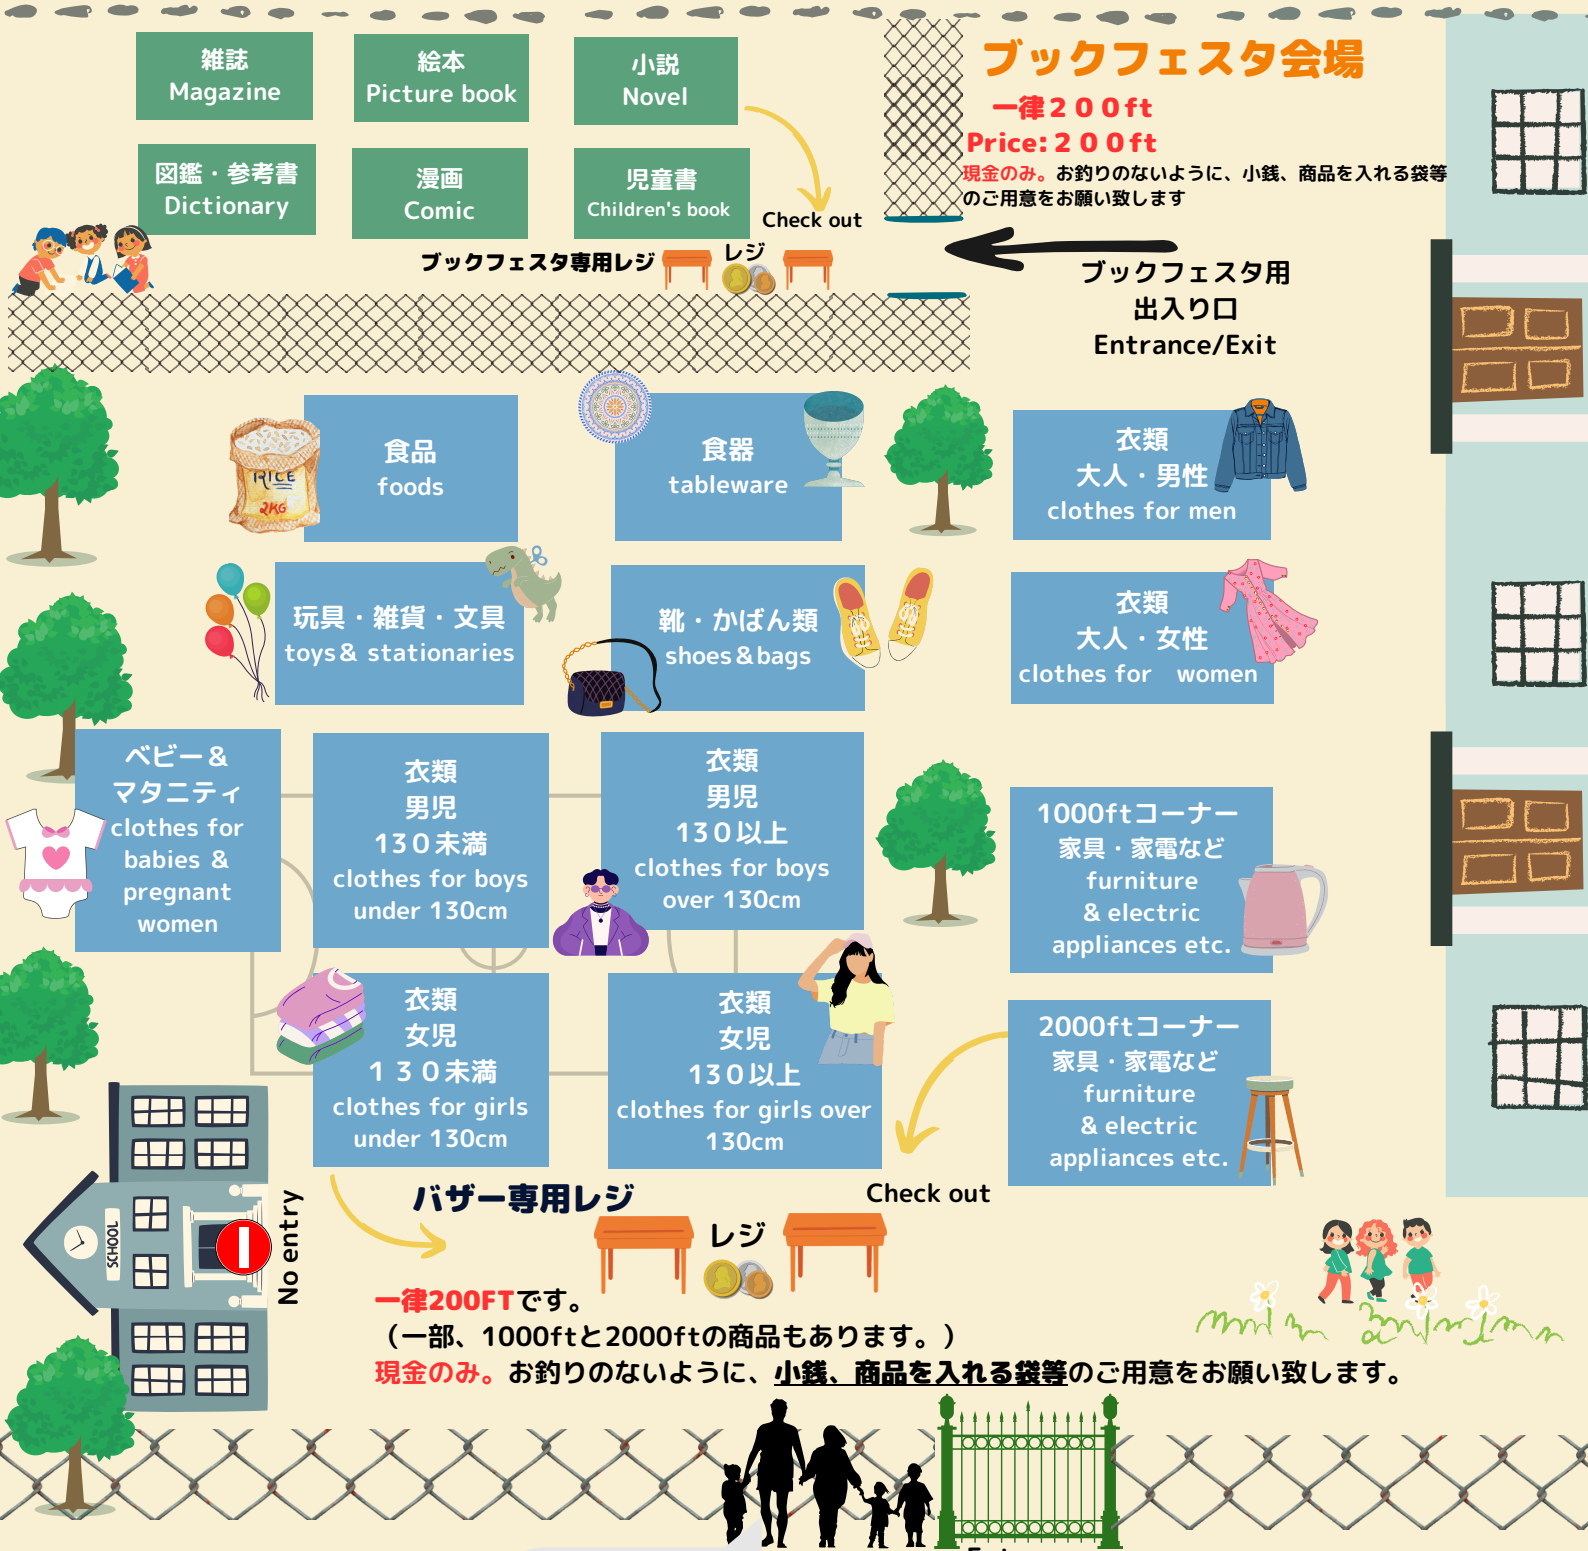 雑誌
Magazine
絵本
Picture book
小説
Novel
図鑑・参考書
Dictionary
漫画
Comic
児童書
Children's book
Check out
ブックフェスタ専用レジ
レジ
ブックフェスタ会場
一律２００ft
Price:２００ft
現金のみ。お釣りのないように、小銭、商品を入れる袋等
のご用意をお願い致します
ブックフェスタ用
出入り口
Entrance/Exit
食品
foods
RICE
2KG
食器
tableware
衣類
大人・男性
clothes for men
玩具・雑貨・文具
toys& stationaries
靴・かばん類
shoes&bags
衣類
大人・女性
clothes for　women
ベビー＆
マタニティ
clothes for
babies &
pregnant
women
衣類
男児
130未満
clothes for boys
under 130cm
衣類
男児
130以上
clothes for boys
over 130cm
1000ftコーナー
家具・家電など
furniture
& electric
appliances etc.
衣類
女児
１３０未満
clothes for girls
under 130cm
衣類
女児
130以上
clothes for girls over
130cm
2000ftコーナー
家具・家電など
furniture
& electric
appliances etc.
SCHOOL
No entry
バザー専用レジ
レジ
Check out
一律200FTです。
（一部、1000ftと2000ftの商品もあります。）
現金のみ。お釣りのないように、小銭、商品を入れる袋等のご用意をお願い致します。